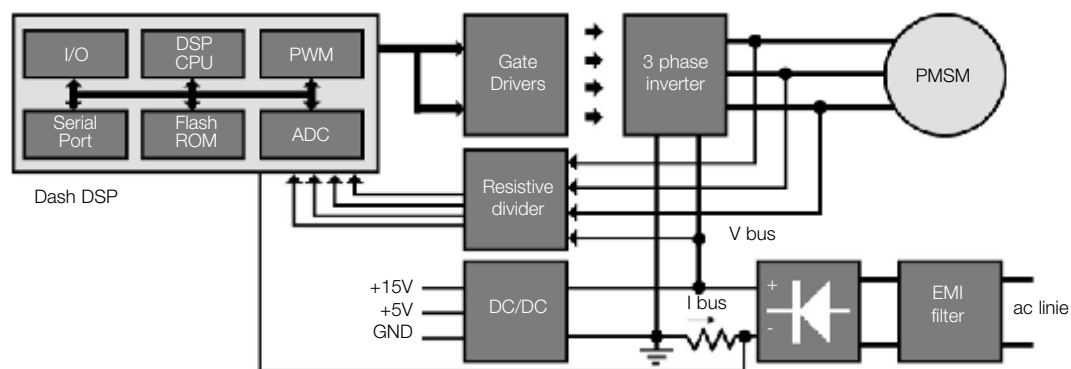 I/O
DSP
CPU
PWM
Serial
Port
Flash
ROM
ADC
Dash DSP
Gate
Drivers
3 phase
inverter
PMSM
Resistive
divider
V bus
+15V
+5V
GND
DC/DC
I bus
+
-
EMI
filter
ac linie